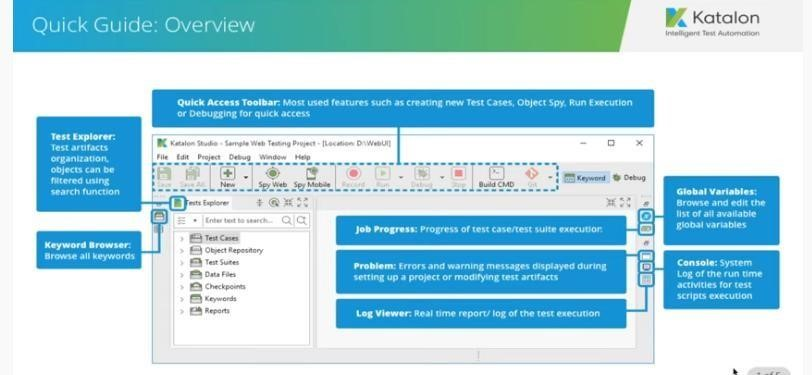 Quick Guide: Overview
Katalon
Intelligent Test Automation
Quick Access Toolbar: Most used features such as creating new Test Cases, Object Spy, Run Execution
or Debugging for quick access
Test Explorer:
Test artifacts
organization,
objects can be
filtered using
search function
Keyword Browser:
Browse all keywords
Katalon Studio - Sample Web Testing Project - [Location: D:\WebUI]
File Edit Project Debug Window Help
Save Save All New Spy Web Spy Mobile Record Run Debug Stop Build CMD Git Keyword Debug
Tests Explorer
Enter text to search...
Test Cases
Object Repository
Test Suites
Data Files
Checkpoints
Keywords
Reports
Job Progress: Progress of test case/test suite execution
Problem: Errors and warning messages displayed during
setting up a project or modifying test artifacts
Log Viewer: Real time report/ log of the test execution
Global Variables:
Browse and edit the
list of all available
global variables
Console: System
Log of the run time
activities for test
scripts execution